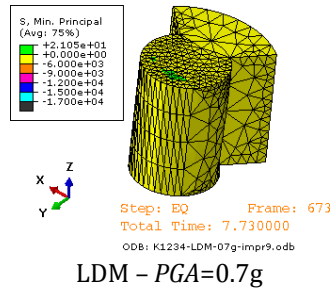 S, Min. Principal
(Avg: 75%)
+2.105e+01
+0.000e+00
-6.000e+03
-9.000e+03
-1.200e+04
-1.500e+04
-1.700e+04
Z
X
Y
Step: EQ Frame: 673
Total Time: 7.730000
ODB: K1234-LDM-07g-impr9.odb
LDM – PGA=0.7g